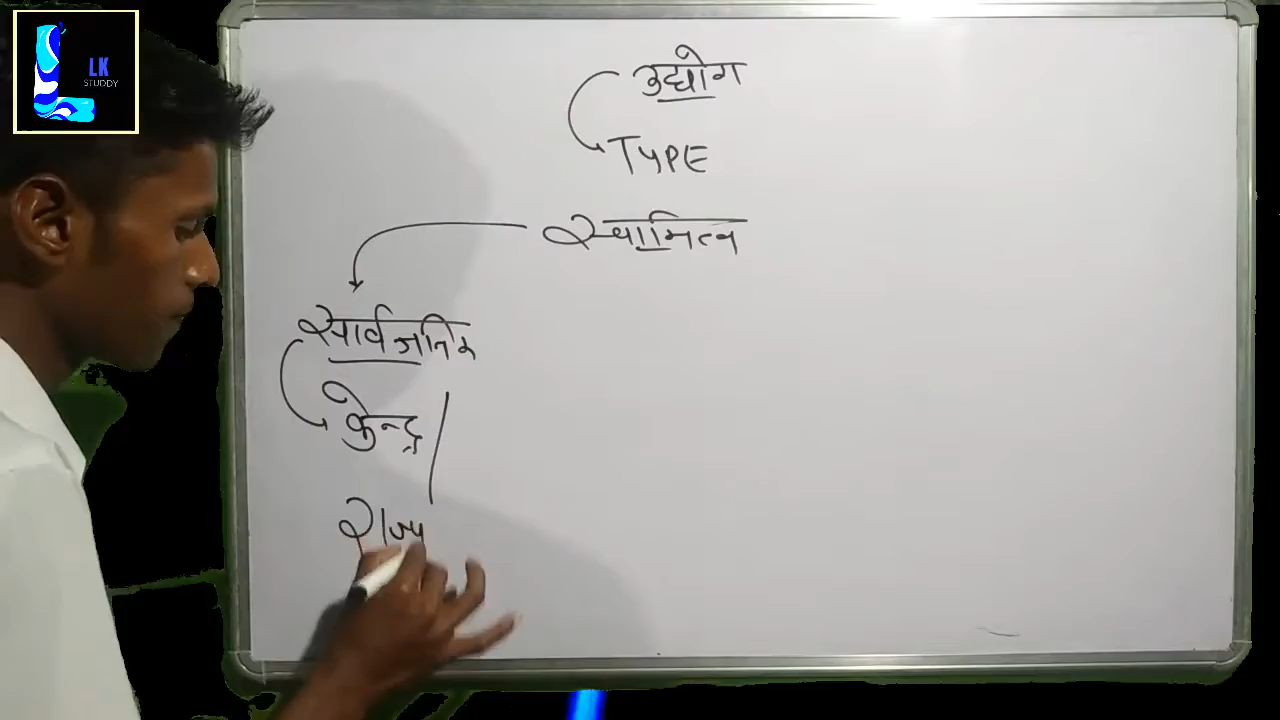 LK
STUDDY
उद्योग
TYPE
स्वामित्व
सार्वजनिक
केन्द्र
राज्य